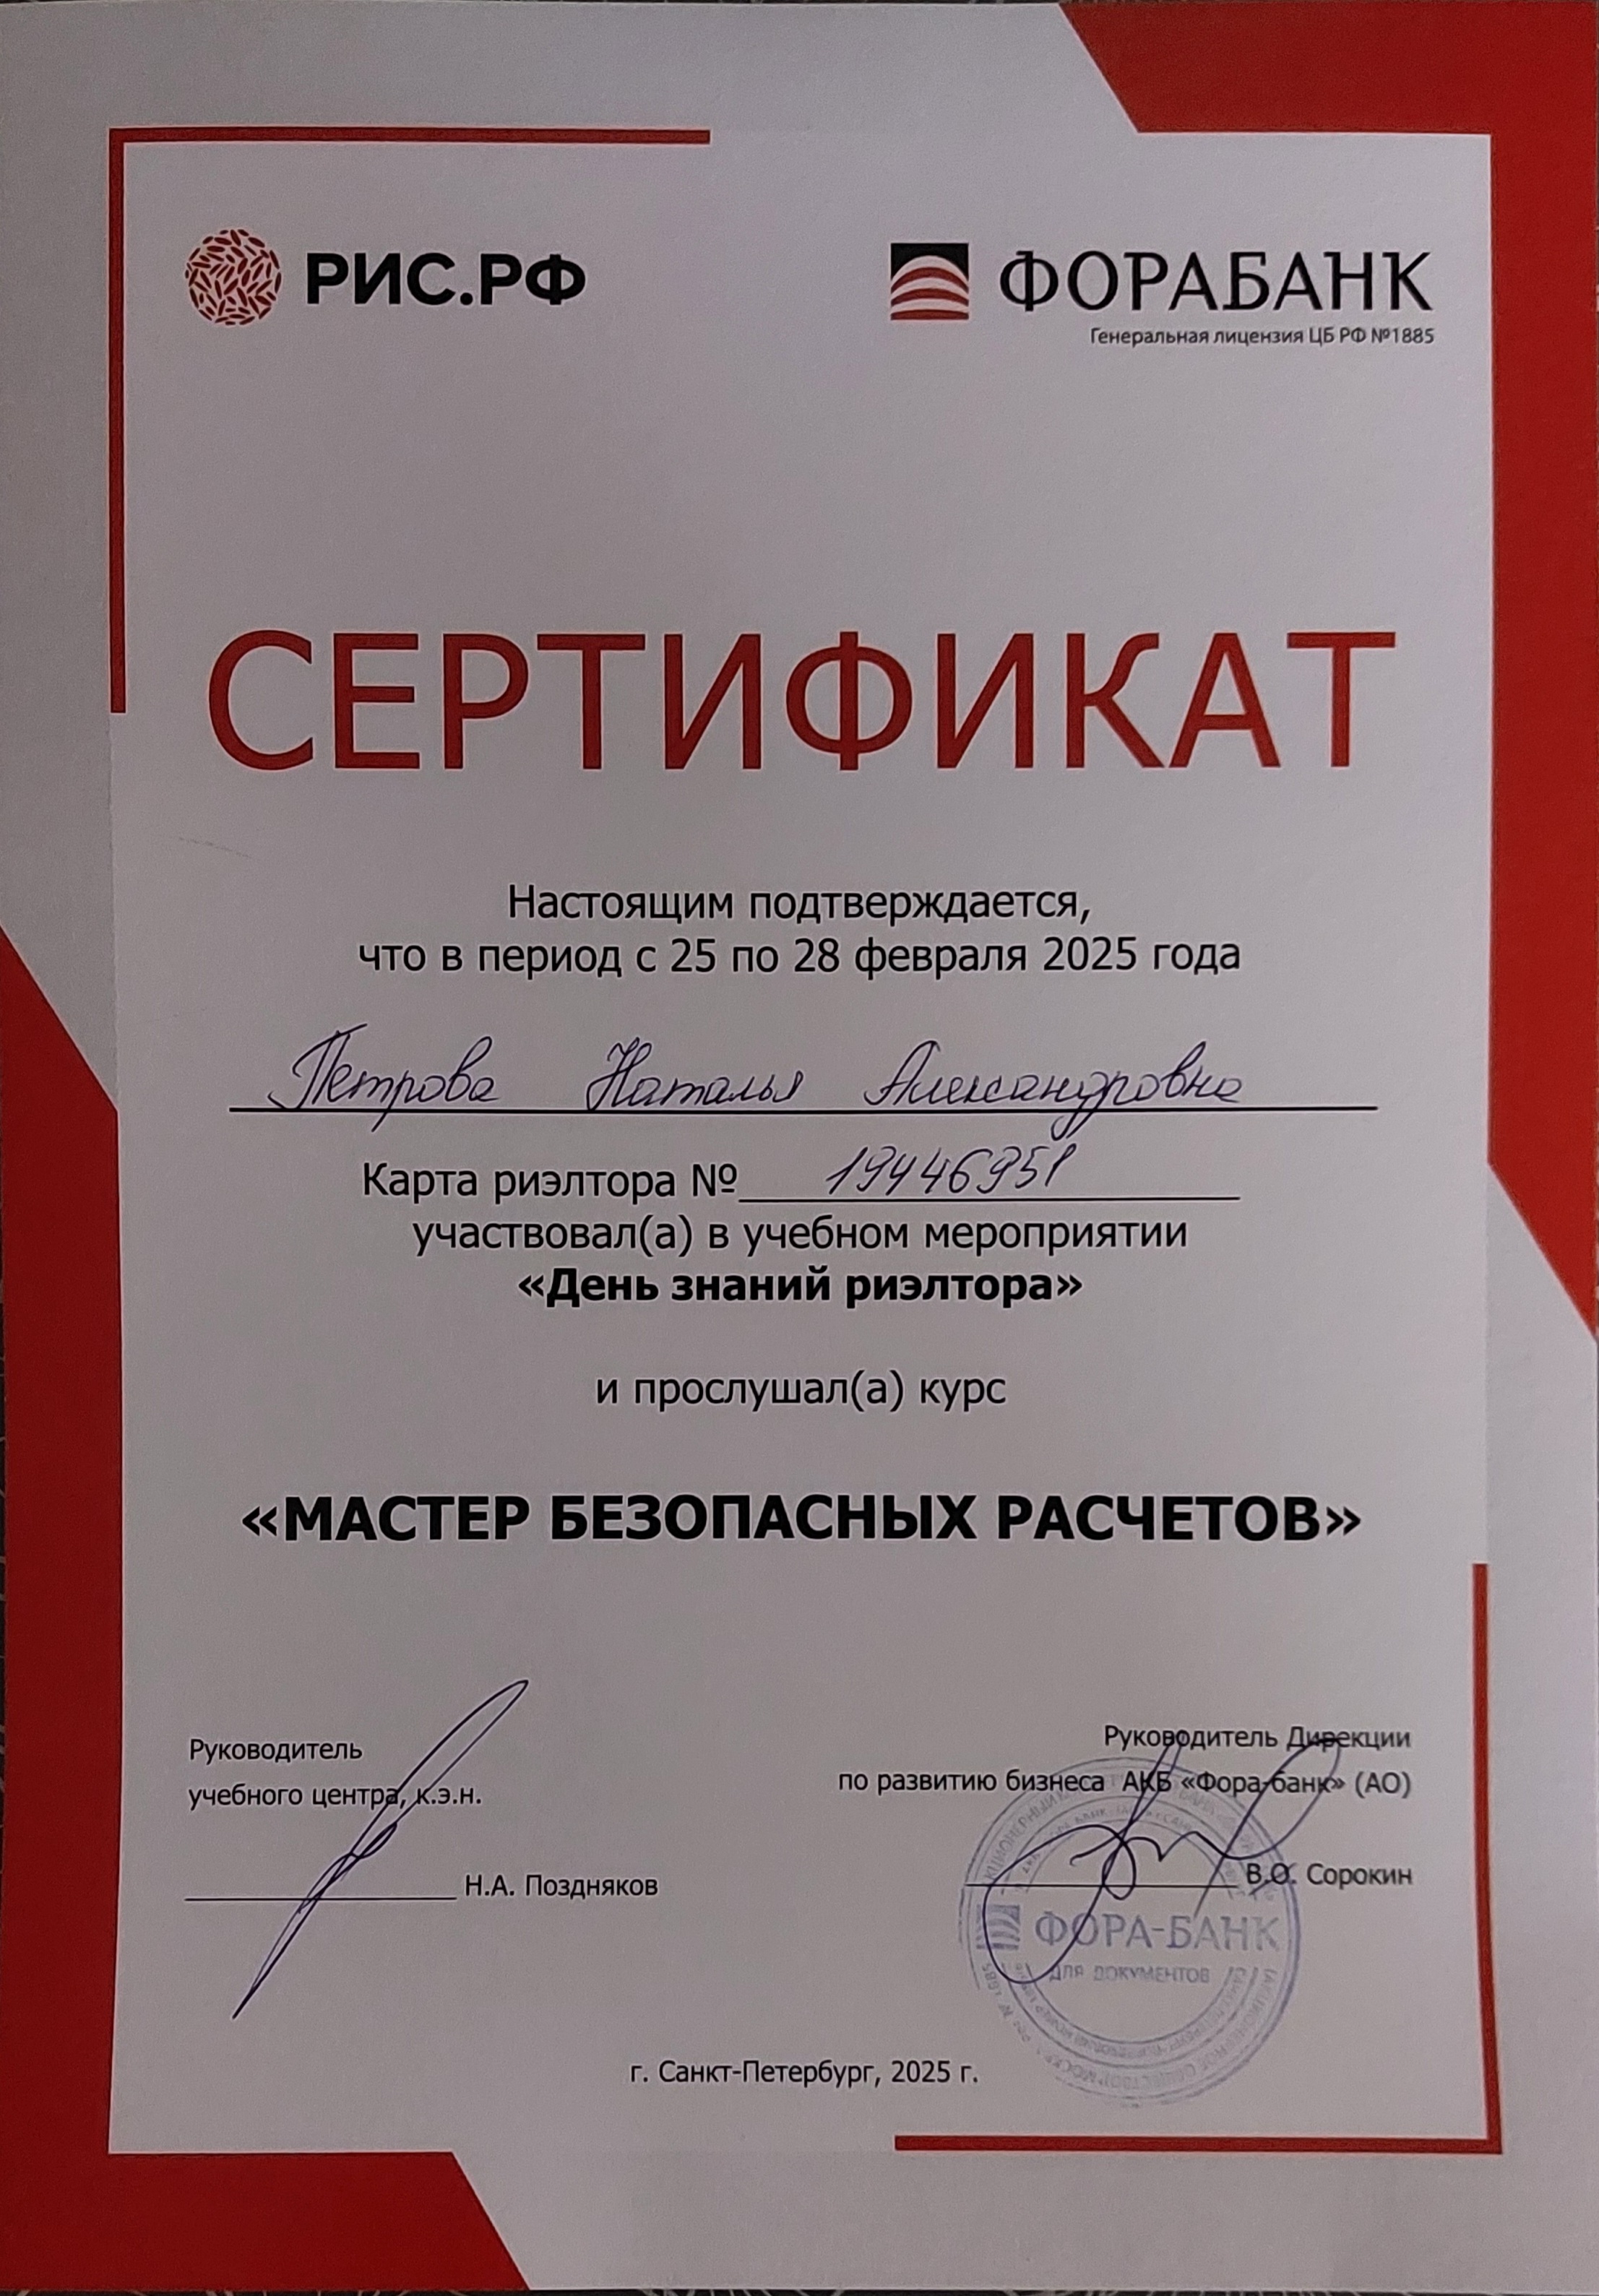 РИС.РФ
ФОРАБАНК
Генеральная лицензия ЦБ РФ №1885
СЕРТИФИКАТ
Настоящим подтверждается,
что в период с 25 по 28 февраля 2025 года
Петрова Наталья Александровна
Карта риэлтора № 19446951
участвовал(а) в учебном мероприятии
«День знаний риэлтора»
и прослушал(а) курс
«МАСТЕР БЕЗОПАСНЫХ РАСЧЕТОВ»
Руководитель
учебного центра, к.э.н.
Н.А. Поздняков
Руководитель Дирекции
по развитию бизнеса АКБ «Фора-банк» (АО)
В.О. Сорокин
ФОРА-БАНК
ДЛЯ ДОКУМЕНТОВ
г. Санкт-Петербург, 2025 г.